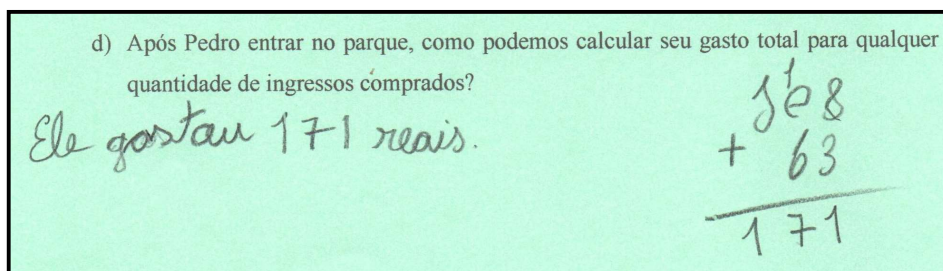 d) Após Pedro entrar no parque, como podemos calcular seu gasto total para qualquer
quantidade de ingressos comprados?
Ele gastau 171 reais.
1
108
+ 63
171